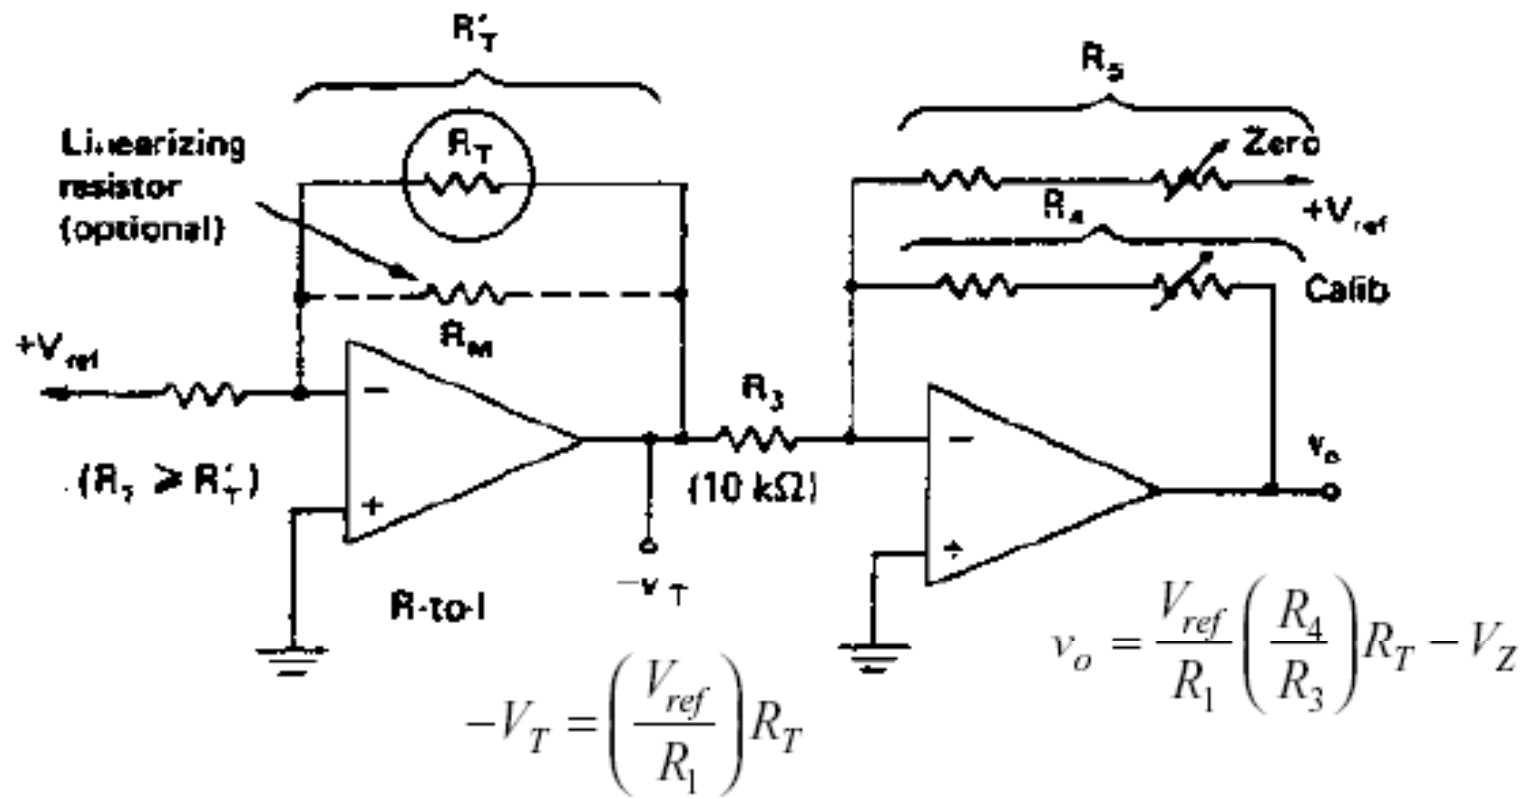 R′T
R5
Linearizing
resistor
(optional)
RT
Zero
+Vref
R4
Calib
RM
+Vref
R3
(10 kΩ)
vo
+
+
-vT
R-to-I
−VT = (Vref / R1) RT
vo = Vref / R1 (R4 / R3) RT − VZ